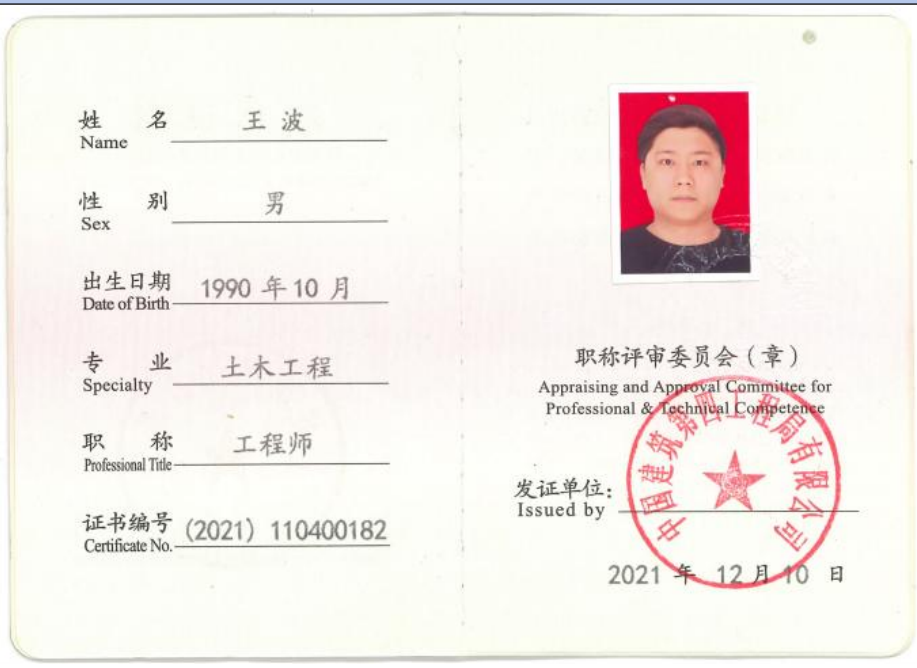 姓 名 王 波
Name
性 别 男
Sex
出生日期 1990 年 10 月
Date of Birth
专 业 土木工程
Specialty
职 称 工程师
Professional Title
证书编号 (2021) 110400182
Certificate No.
职称评审委员会（章）
Appraising and Approval Committee for
Professional & Technical Competence
中国建筑第四工程局有限公司
发证单位：
Issued by
2021 年 12 月 10 日